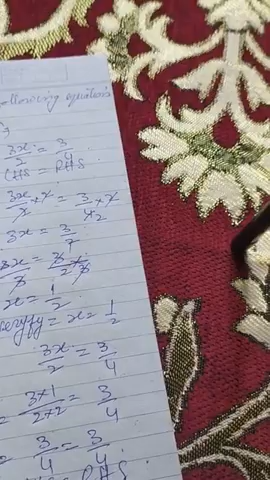 ollowing equations
3x/2 = 3/4
LHS = RHS
3x/2 × 2 = 3/4 2 × 2
3x = 3/2
3x/3 = 3/2 × 3
x = 1/2
veryfy = x = 1/2
3x/2 = 3/4
= 3×1/2×2 = 3/4
= 3/4 = 3/4